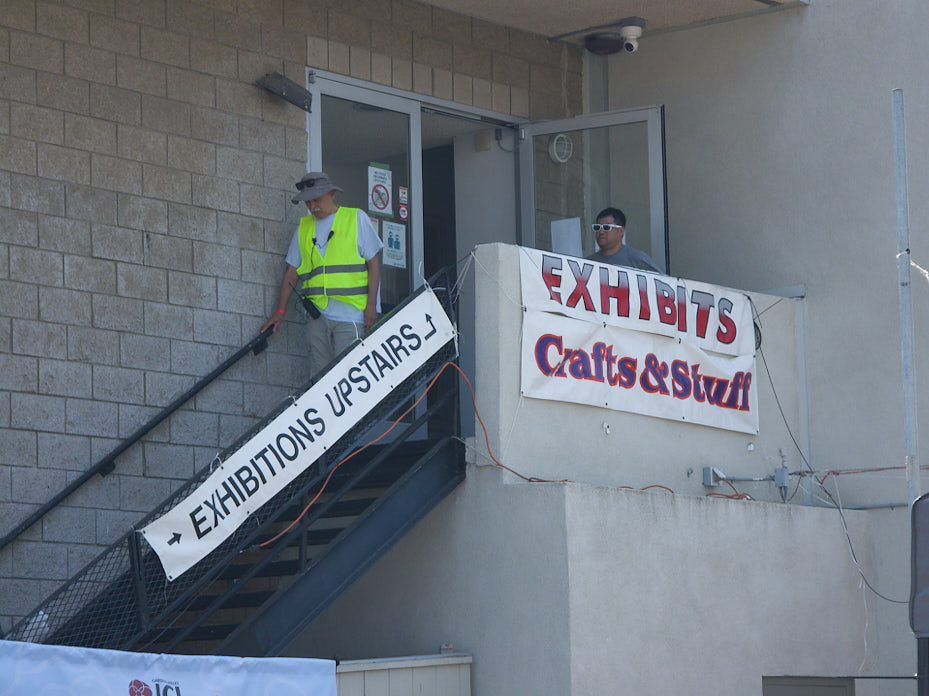 EXHIBITS
Crafts & Stuff
EXHIBITIONS UPSTAIRS